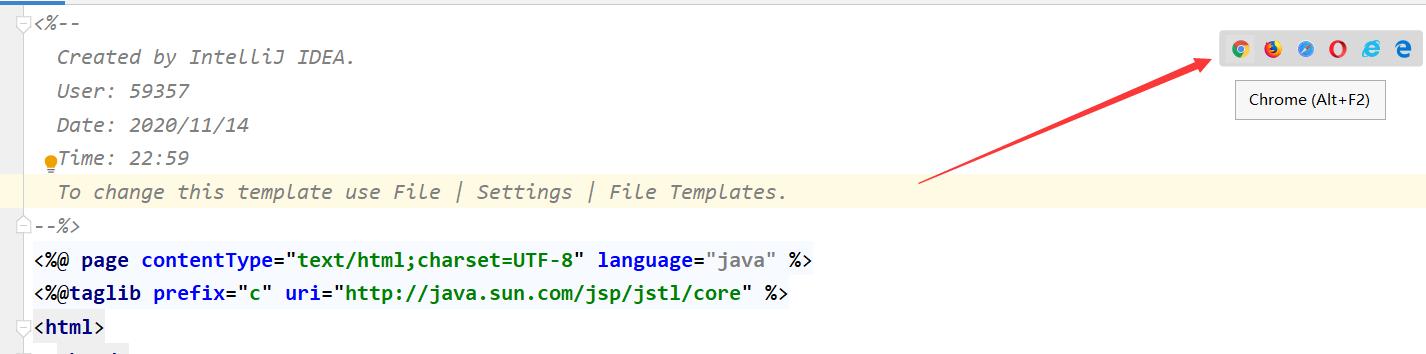 <%--
Created by IntelliJ IDEA.
User: 59357
Date: 2020/11/14
Time: 22:59
To change this template use File | Settings | File Templates.
--%>
<%@ page contentType="text/html;charset=UTF-8" language="java" %>
<%@taglib prefix="c" uri="http://java.sun.com/jsp/jstl/core" %>
<html>
Chrome (Alt+F2)